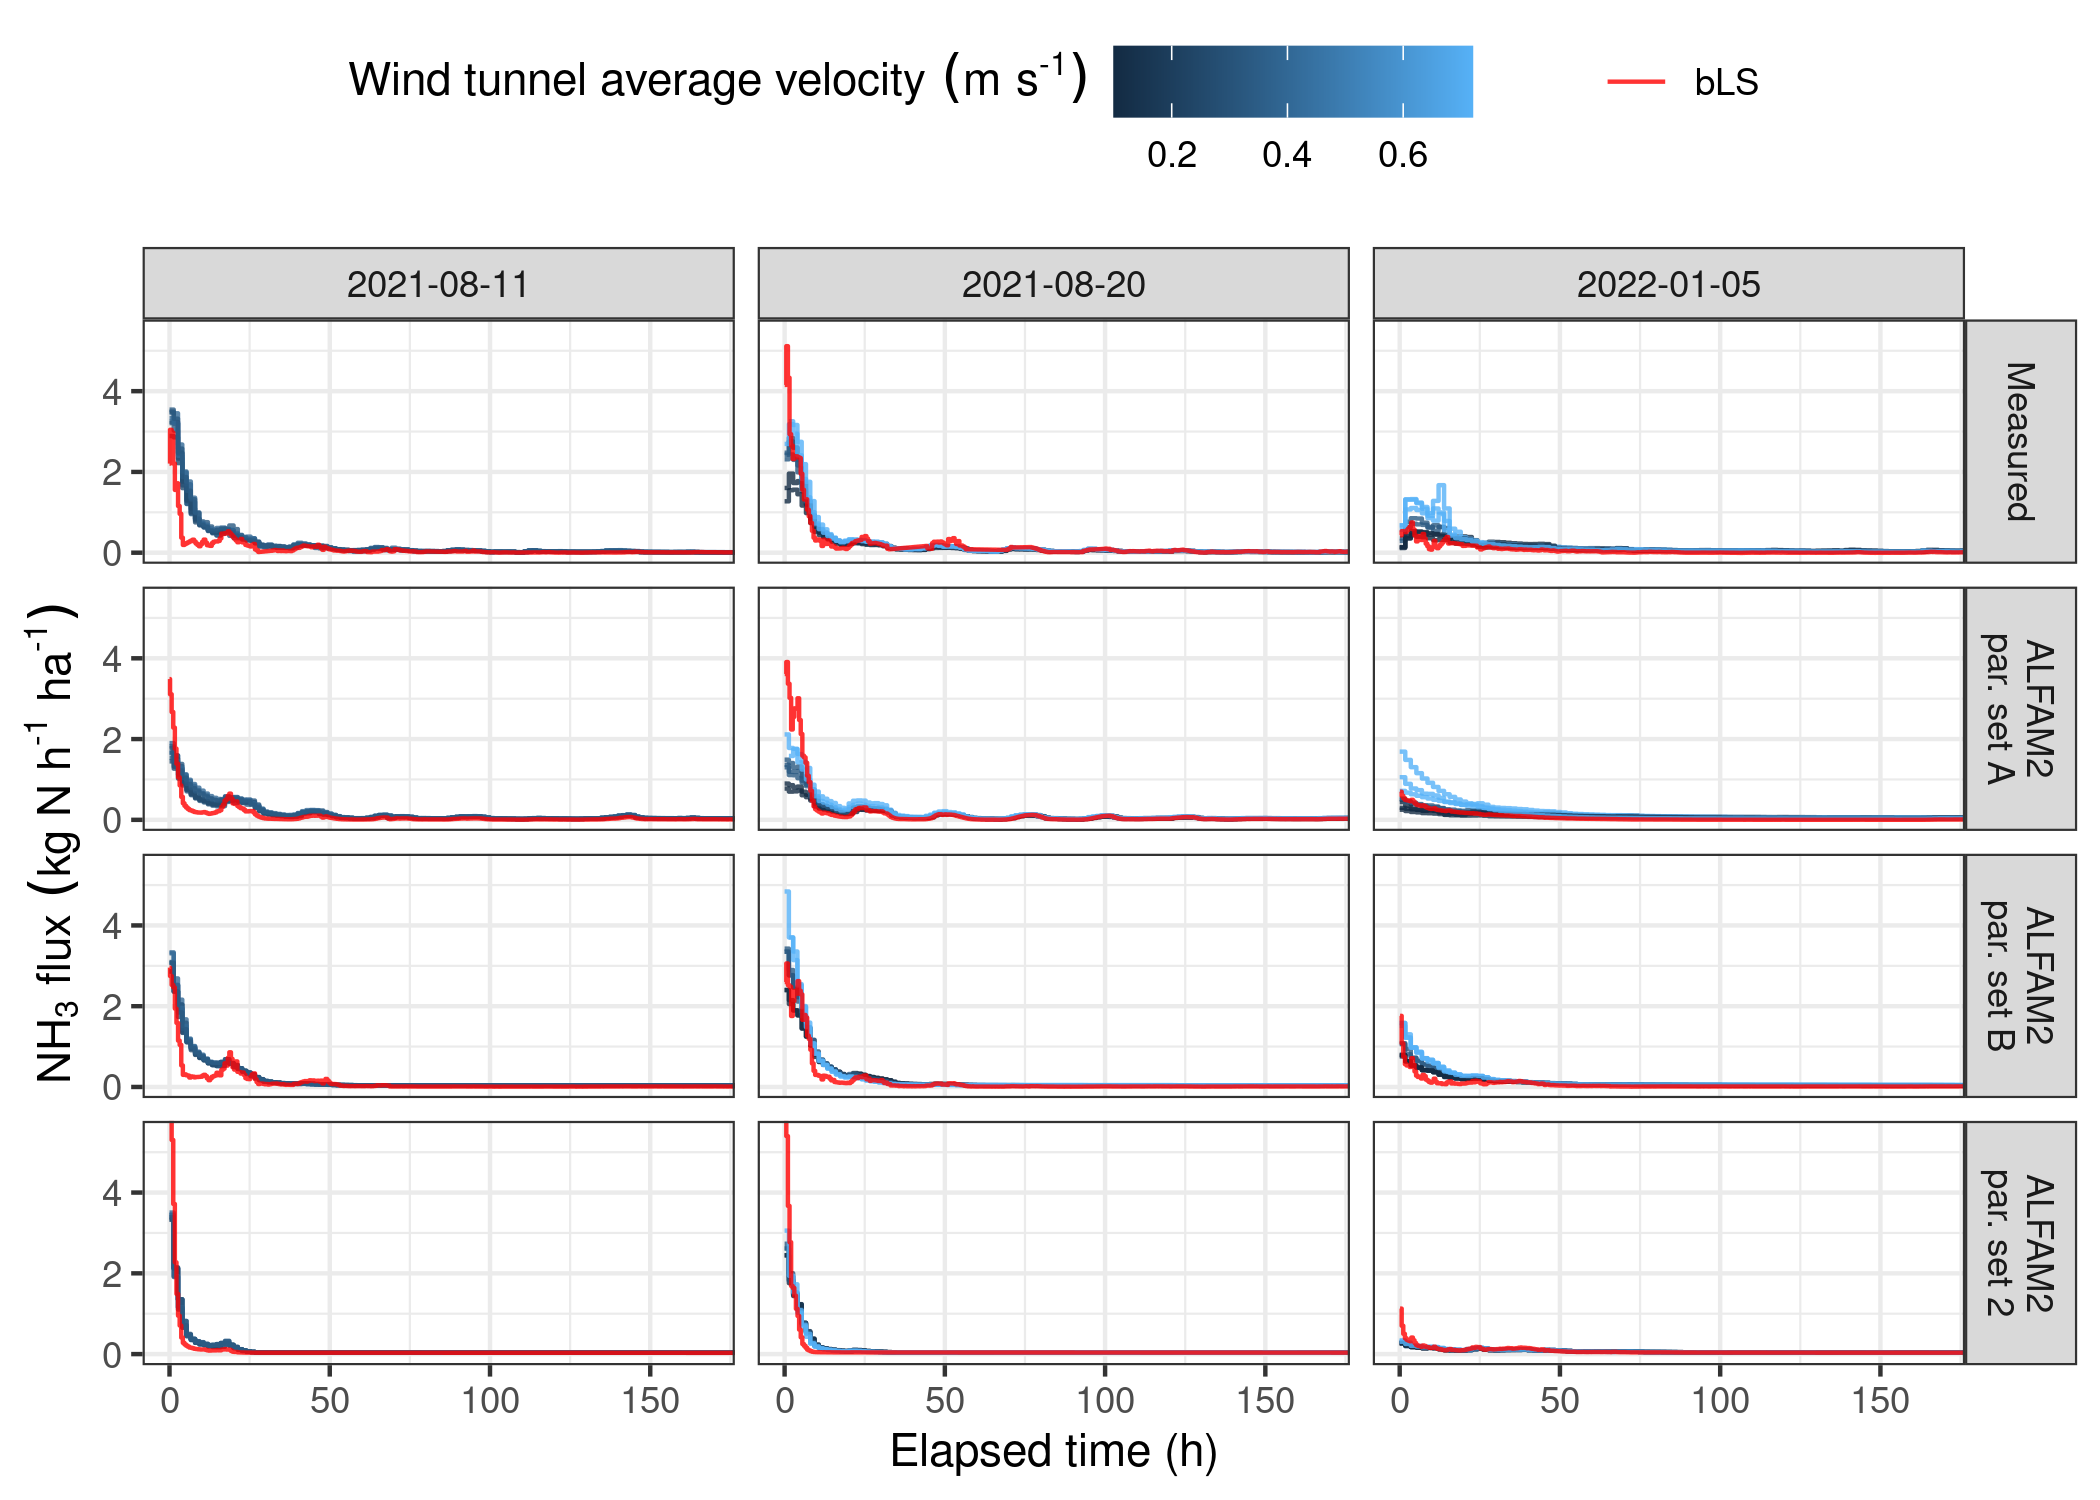 Wind tunnel average velocity (m s⁻¹)
0.2 0.4 0.6
bLS
2021-08-11 2021-08-20 2022-01-05
Measured
ALFAM2
par. set A
ALFAM2
par. set B
ALFAM2
par. set 2
NH₃ flux (kg N h⁻¹ ha⁻¹)
4
2
0
4
2
0
4
2
0
4
2
0
0 50 100 150 0 50 100 150 0 50 100 150
Elapsed time (h)